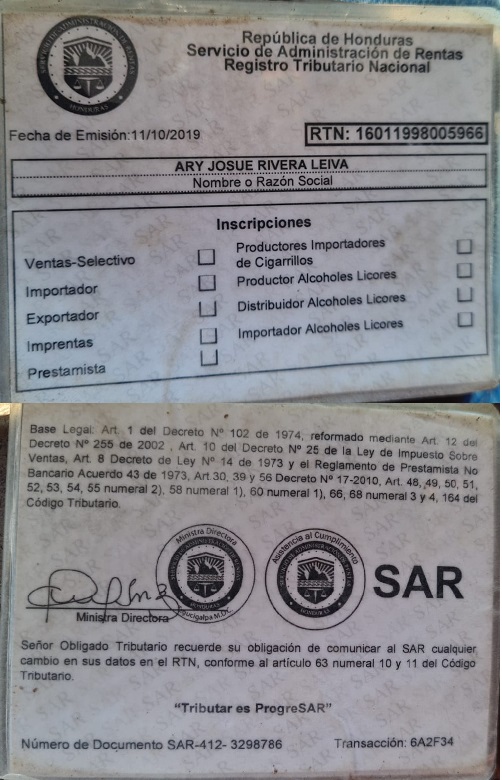 República de Honduras
Servicio de Administración de Rentas
Registro Tributario Nacional
SERVICIO DE ADMINISTRACIÓN DE RENTAS
HONDURAS
Fecha de Emisión:11/10/2019
RTN: 16011998005966
ARY JOSUE RIVERA LEIVA
Nombre o Razón Social
Inscripciones
Ventas-Selectivo
Importador
Exportador
Imprentas
Prestamista
Productores Importadores
de Cigarrillos
Productor Alcoholes Licores
Distribuidor Alcoholes Licores
Importador Alcoholes Licores
Base Legal: Art. 1 del Decreto Nº 102 de 1974, reformado mediante Art. 12 del
Decreto Nº 255 de 2002 , Art. 10 del Decreto Nº 25 de la Ley de Impuesto Sobre
Ventas, Art. 8 Decreto de Ley Nº 14 de 1973 y el Reglamento de Prestamista No
Bancario Acuerdo 43 de 1973, Art.30, 39 y 56 Decreto Nº 17-2010, Art. 48, 49, 50, 51,
52, 53, 54, 55 numeral 2), 58 numeral 1), 60 numeral 1), 66, 68 numeral 3 y 4, 164 del
Código Tributario.
Ministra Directora
HONDURAS
Tegucigalpa M.D.C.
Asistencia al Cumplimiento
HONDURAS
SAR
Ministra Directora
Señor Obligado Tributario recuerde su obligación de comunicar al SAR cualquier
cambio en sus datos en el RTN, conforme al artículo 63 numeral 10 y 11 del Código
Tributario.
“Tributar es ProgreSAR”
Número de Documento SAR-412- 3298786
Transacción: 6A2F34